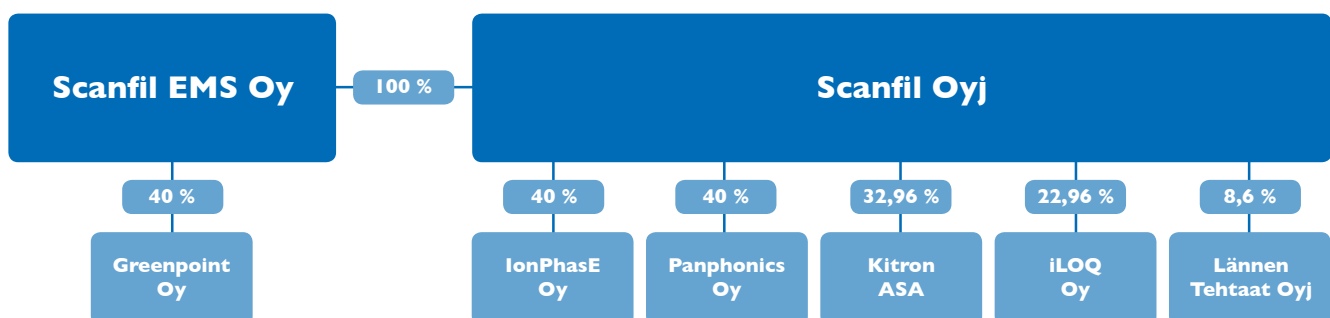 Scanfil EMS Oy
100 %
Scanfil Oyj
40 %
40 %
40 %
32,96 %
22,96 %
8,6 %
Greenpoint
Oy
IonPhasE
Oy
Panphonics
Oy
Kitron
ASA
iLOQ
Oy
Lännen
Tehtaat Oyj